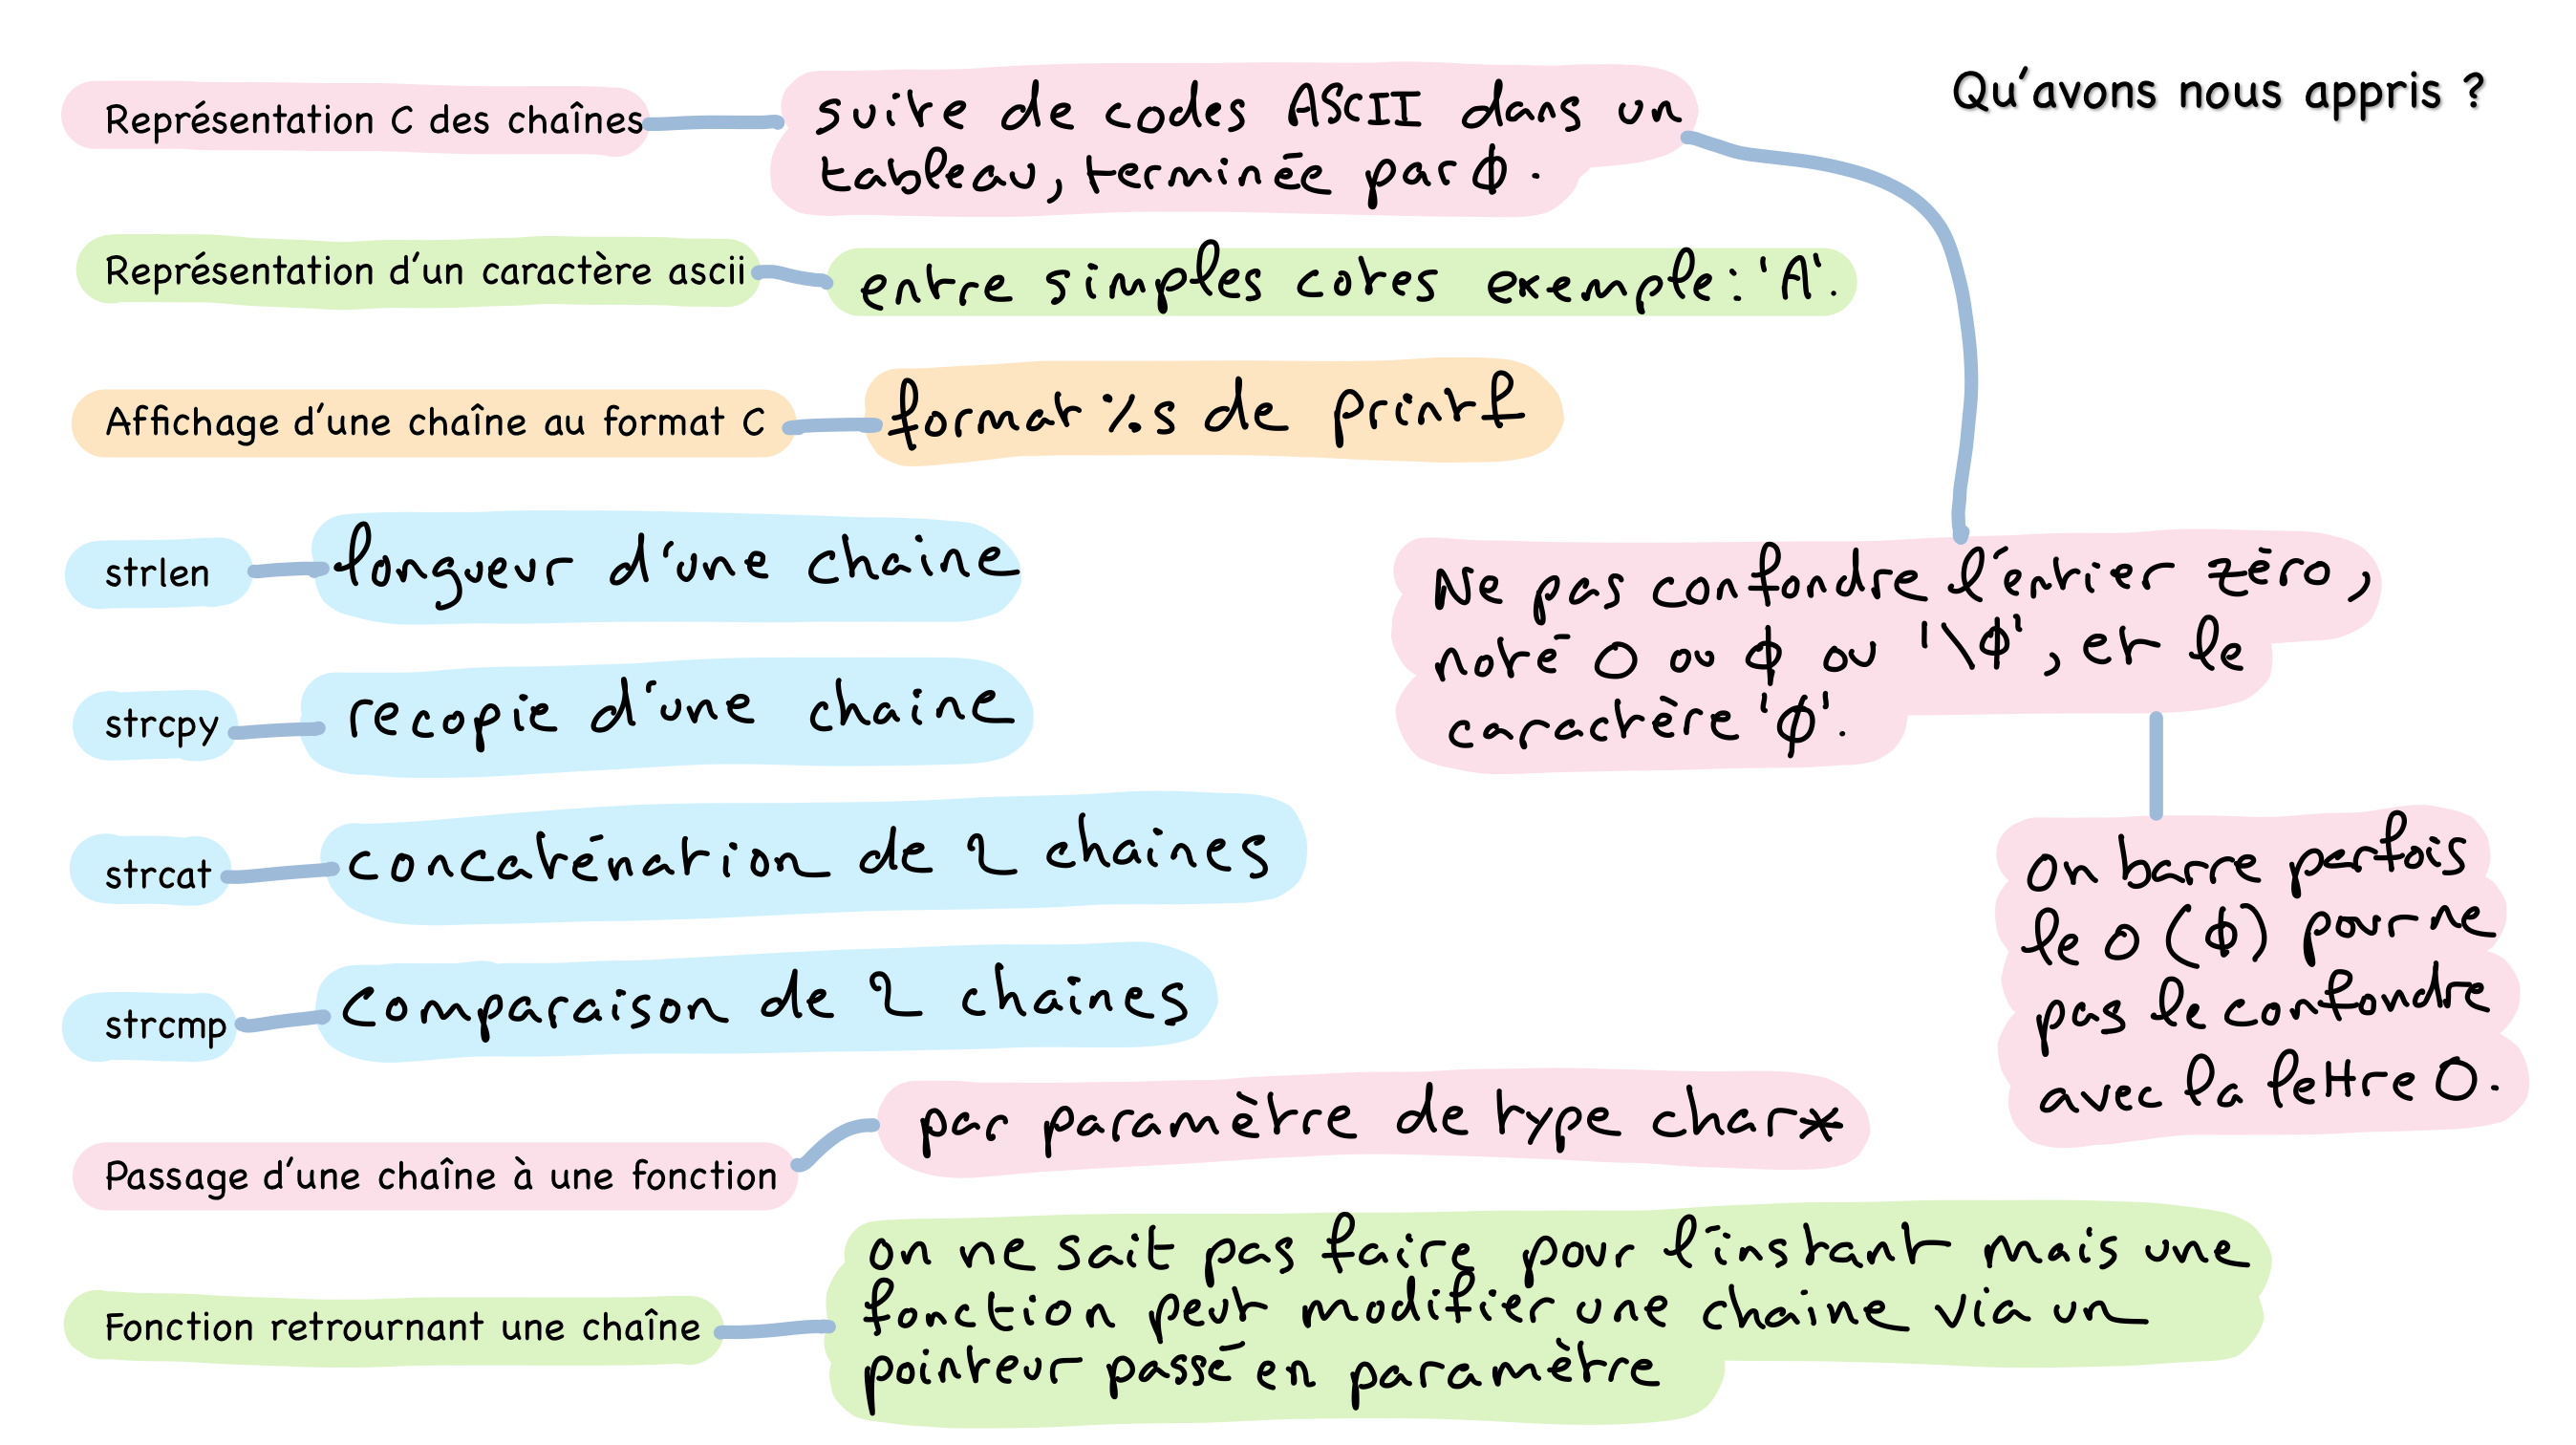 Qu'avons nous appris ?
Représentation C des chaînes
suite de codes ASCII dans un
tableau, terminée par ø.
Représentation d'un caractère ascii
entre simples cotes exemple : 'A'.
Affichage d'une chaîne au format C
format %s de printf
strlen
longueur d'une chaine
strcpy
recopie d'une chaine
strcat
concaténation de 2 chaines
strcmp
comparaison de 2 chaines
Ne pas confondre l'entier zéro,
noté 0 ou ø ou '\ø', et le
caractère 'ø'.
on barre parfois
le 0 (ø) pour ne
pas le confondre
avec la lettre O.
Passage d'une chaîne à une fonction
par paramètre de type char*
Fonction retrournant une chaîne
on ne sait pas faire pour l'instant mais une
fonction peut modifier une chaine via un
pointeur passé en paramètre